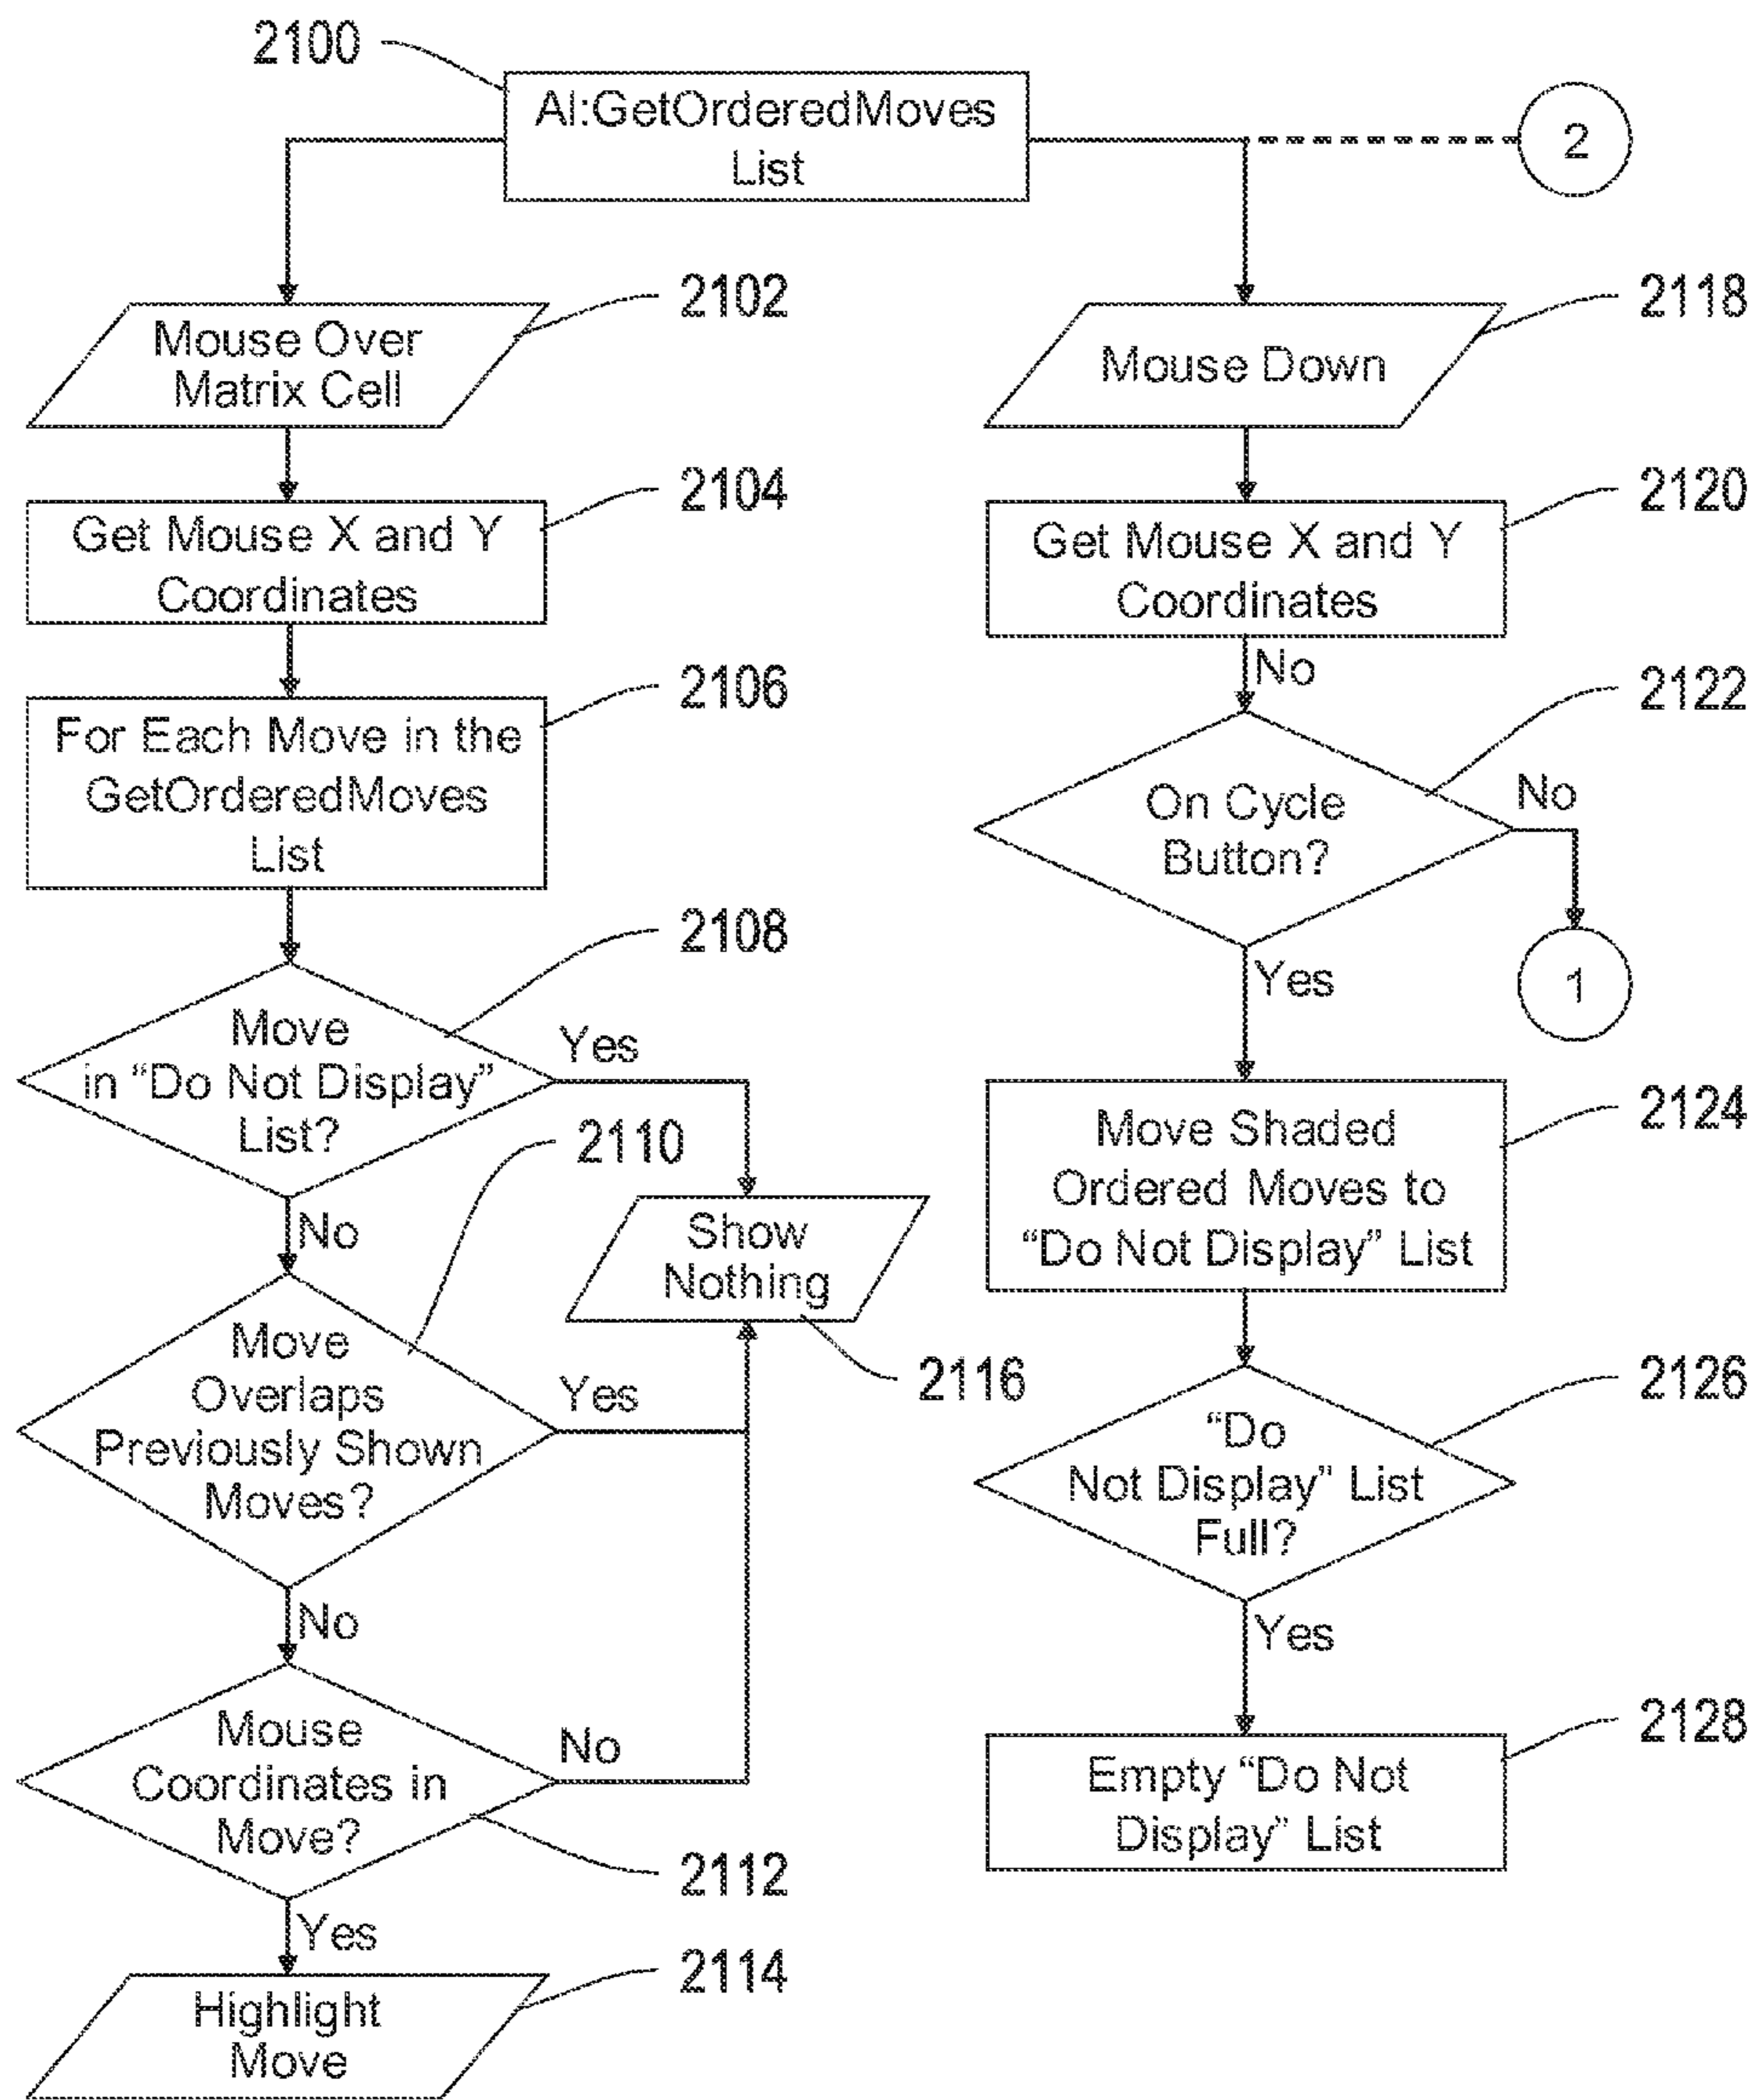 2100
AI:GetOrderedMoves
List
2
2102
Mouse Over
Matrix Cell
2104
Get Mouse X and Y
Coordinates
2106
For Each Move in the
GetOrderedMoves
List
2108
Move
in “Do Not Display”
List?
Yes
No
2110
Move
Overlaps
Previously Shown
Moves?
Yes
Show
Nothing
2116
No
Mouse
Coordinates in
Move?
No
2112
Yes
2114
Highlight
Move
2118
Mouse Down
2120
Get Mouse X and Y
Coordinates
No
2122
On Cycle
Button?
No
1
Yes
2124
Move Shaded
Ordered Moves to
“Do Not Display” List
2126
“Do
Not Display” List
Full?
Yes
2128
Empty “Do Not
Display” List